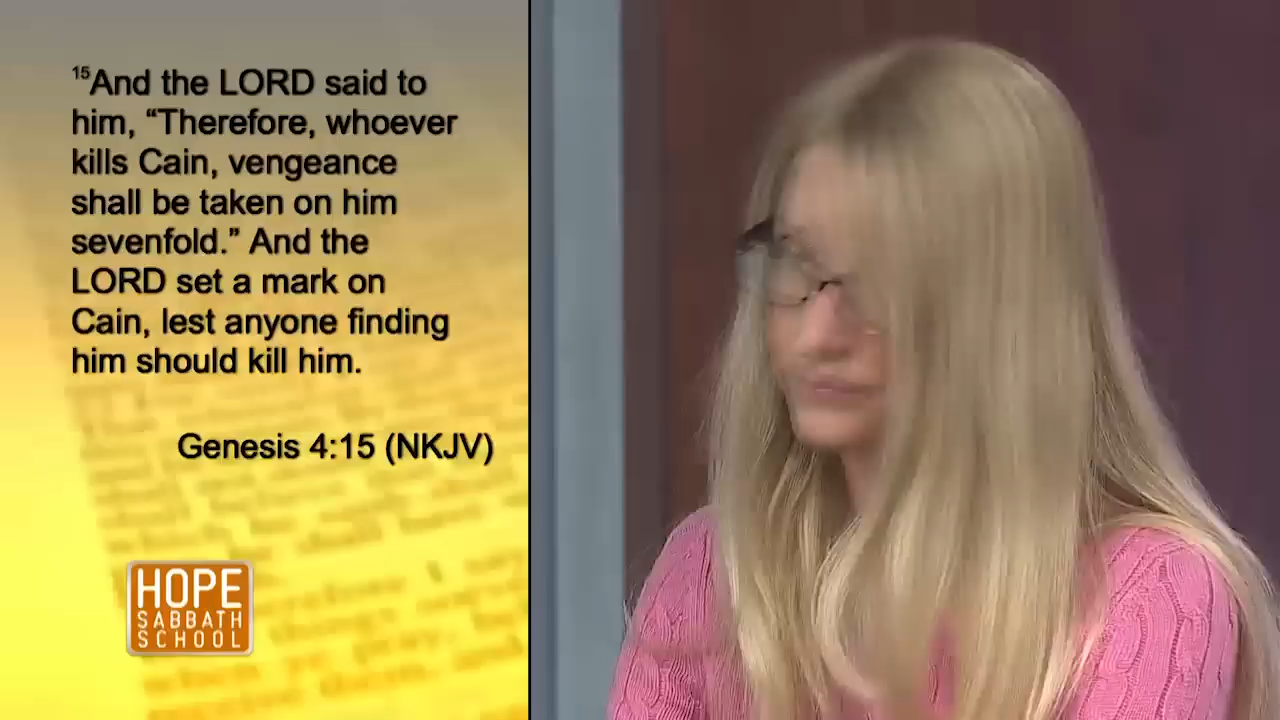 ¹⁵And the LORD said to
him, “Therefore, whoever
kills Cain, vengeance
shall be taken on him
sevenfold.” And the
LORD set a mark on
Cain, lest anyone finding
him should kill him.
Genesis 4:15 (NKJV)
HOPE
SABBATH
SCHOOL